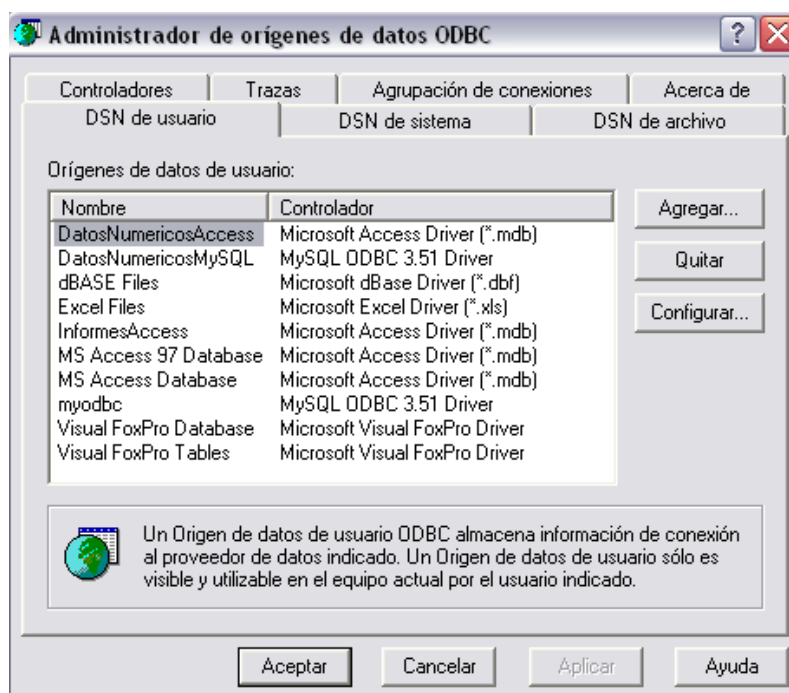 Administrador de orígenes de datos ODBC
Controladores Trazas Agrupación de conexiones Acerca de
DSN de usuario DSN de sistema DSN de archivo
Orígenes de datos de usuario:
Nombre Controlador
DatosNumericosAccess Microsoft Access Driver (*.mdb)
DatosNumericosMySQL MySQL ODBC 3.51 Driver
dBASE Files Microsoft dBase Driver (*.dbf)
Excel Files Microsoft Excel Driver (*.xls)
InformesAccess Microsoft Access Driver (*.mdb)
MS Access 97 Database Microsoft Access Driver (*.mdb)
MS Access Database Microsoft Access Driver (*.mdb)
myodbc MySQL ODBC 3.51 Driver
Visual FoxPro Database Microsoft Visual FoxPro Driver
Visual FoxPro Tables Microsoft Visual FoxPro Driver
Agregar...
Quitar
Configurar...
Un Origen de datos de usuario ODBC almacena información de conexión
al proveedor de datos indicado. Un Origen de datos de usuario sólo es
visible y utilizable en el equipo actual por el usuario indicado.
Aceptar Cancelar Aplicar Ayuda